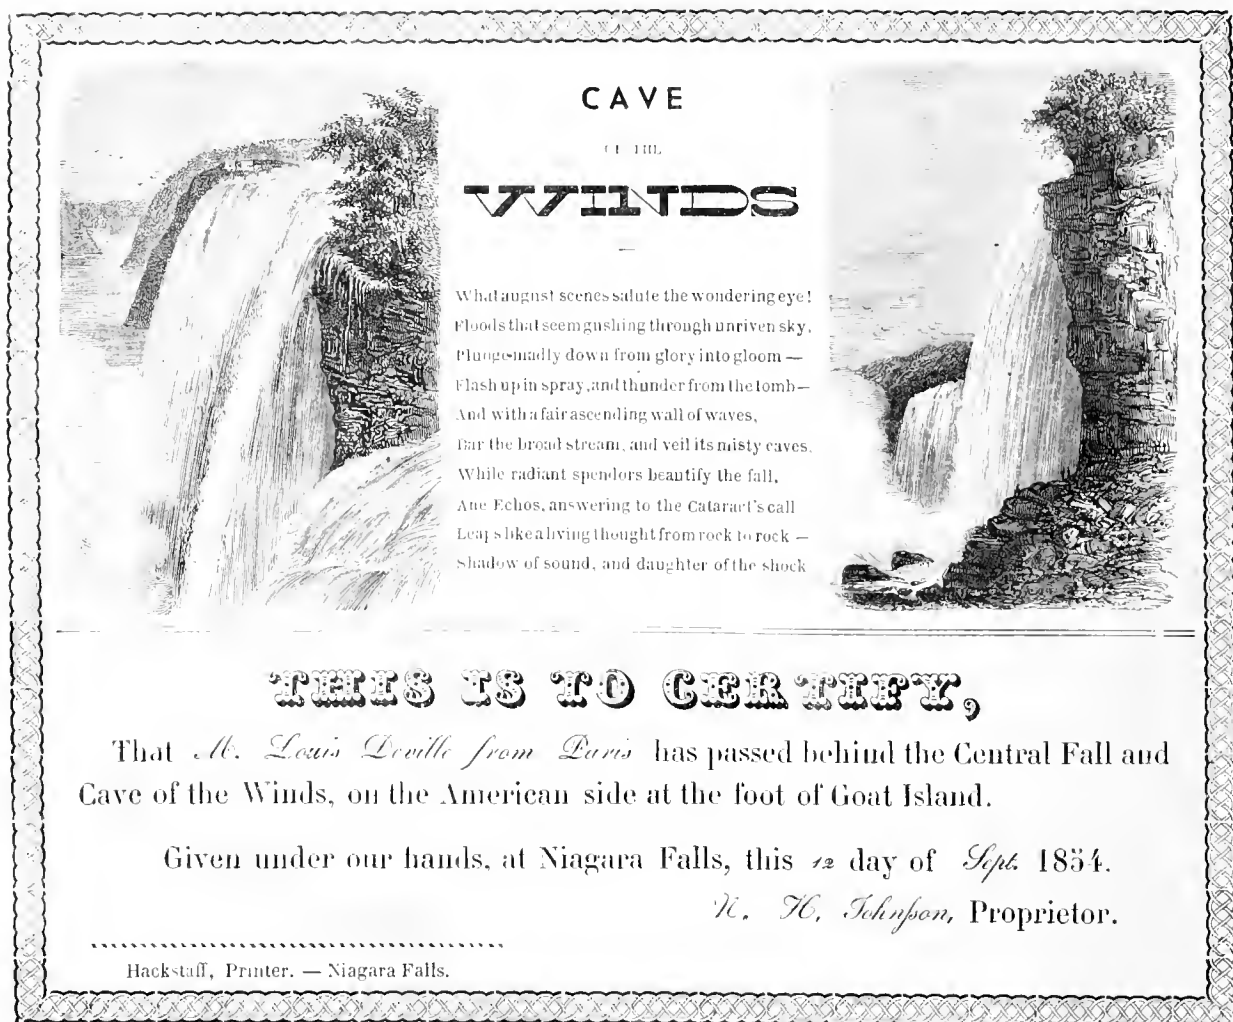 CAVE
OF THE
WINDS
What august scenes salute the wondering eye!
Floods that seem gushing through unriven sky,
Plunge madly down from glory into gloom —
Flash up in spray, and thunder from the tomb —
And with a fair ascending wall of waves,
Bar the broad stream, and veil its misty caves,
While radiant spendors beautify the fall,
Ane Echos, answering to the Cataract's call
Leaps like a living thought from rock to rock —
Shadow of sound, and daughter of the shock
THIS IS TO CERTIFY,
That M. Louis Deville from Paris has passed behind the Central Fall and
Cave of the Winds, on the American side at the foot of Goat Island.
Given under our hands, at Niagara Falls, this 12 day of Sept. 1854.
N. H. Johnson, Proprietor.
Hackstaff, Printer. — Niagara Falls.